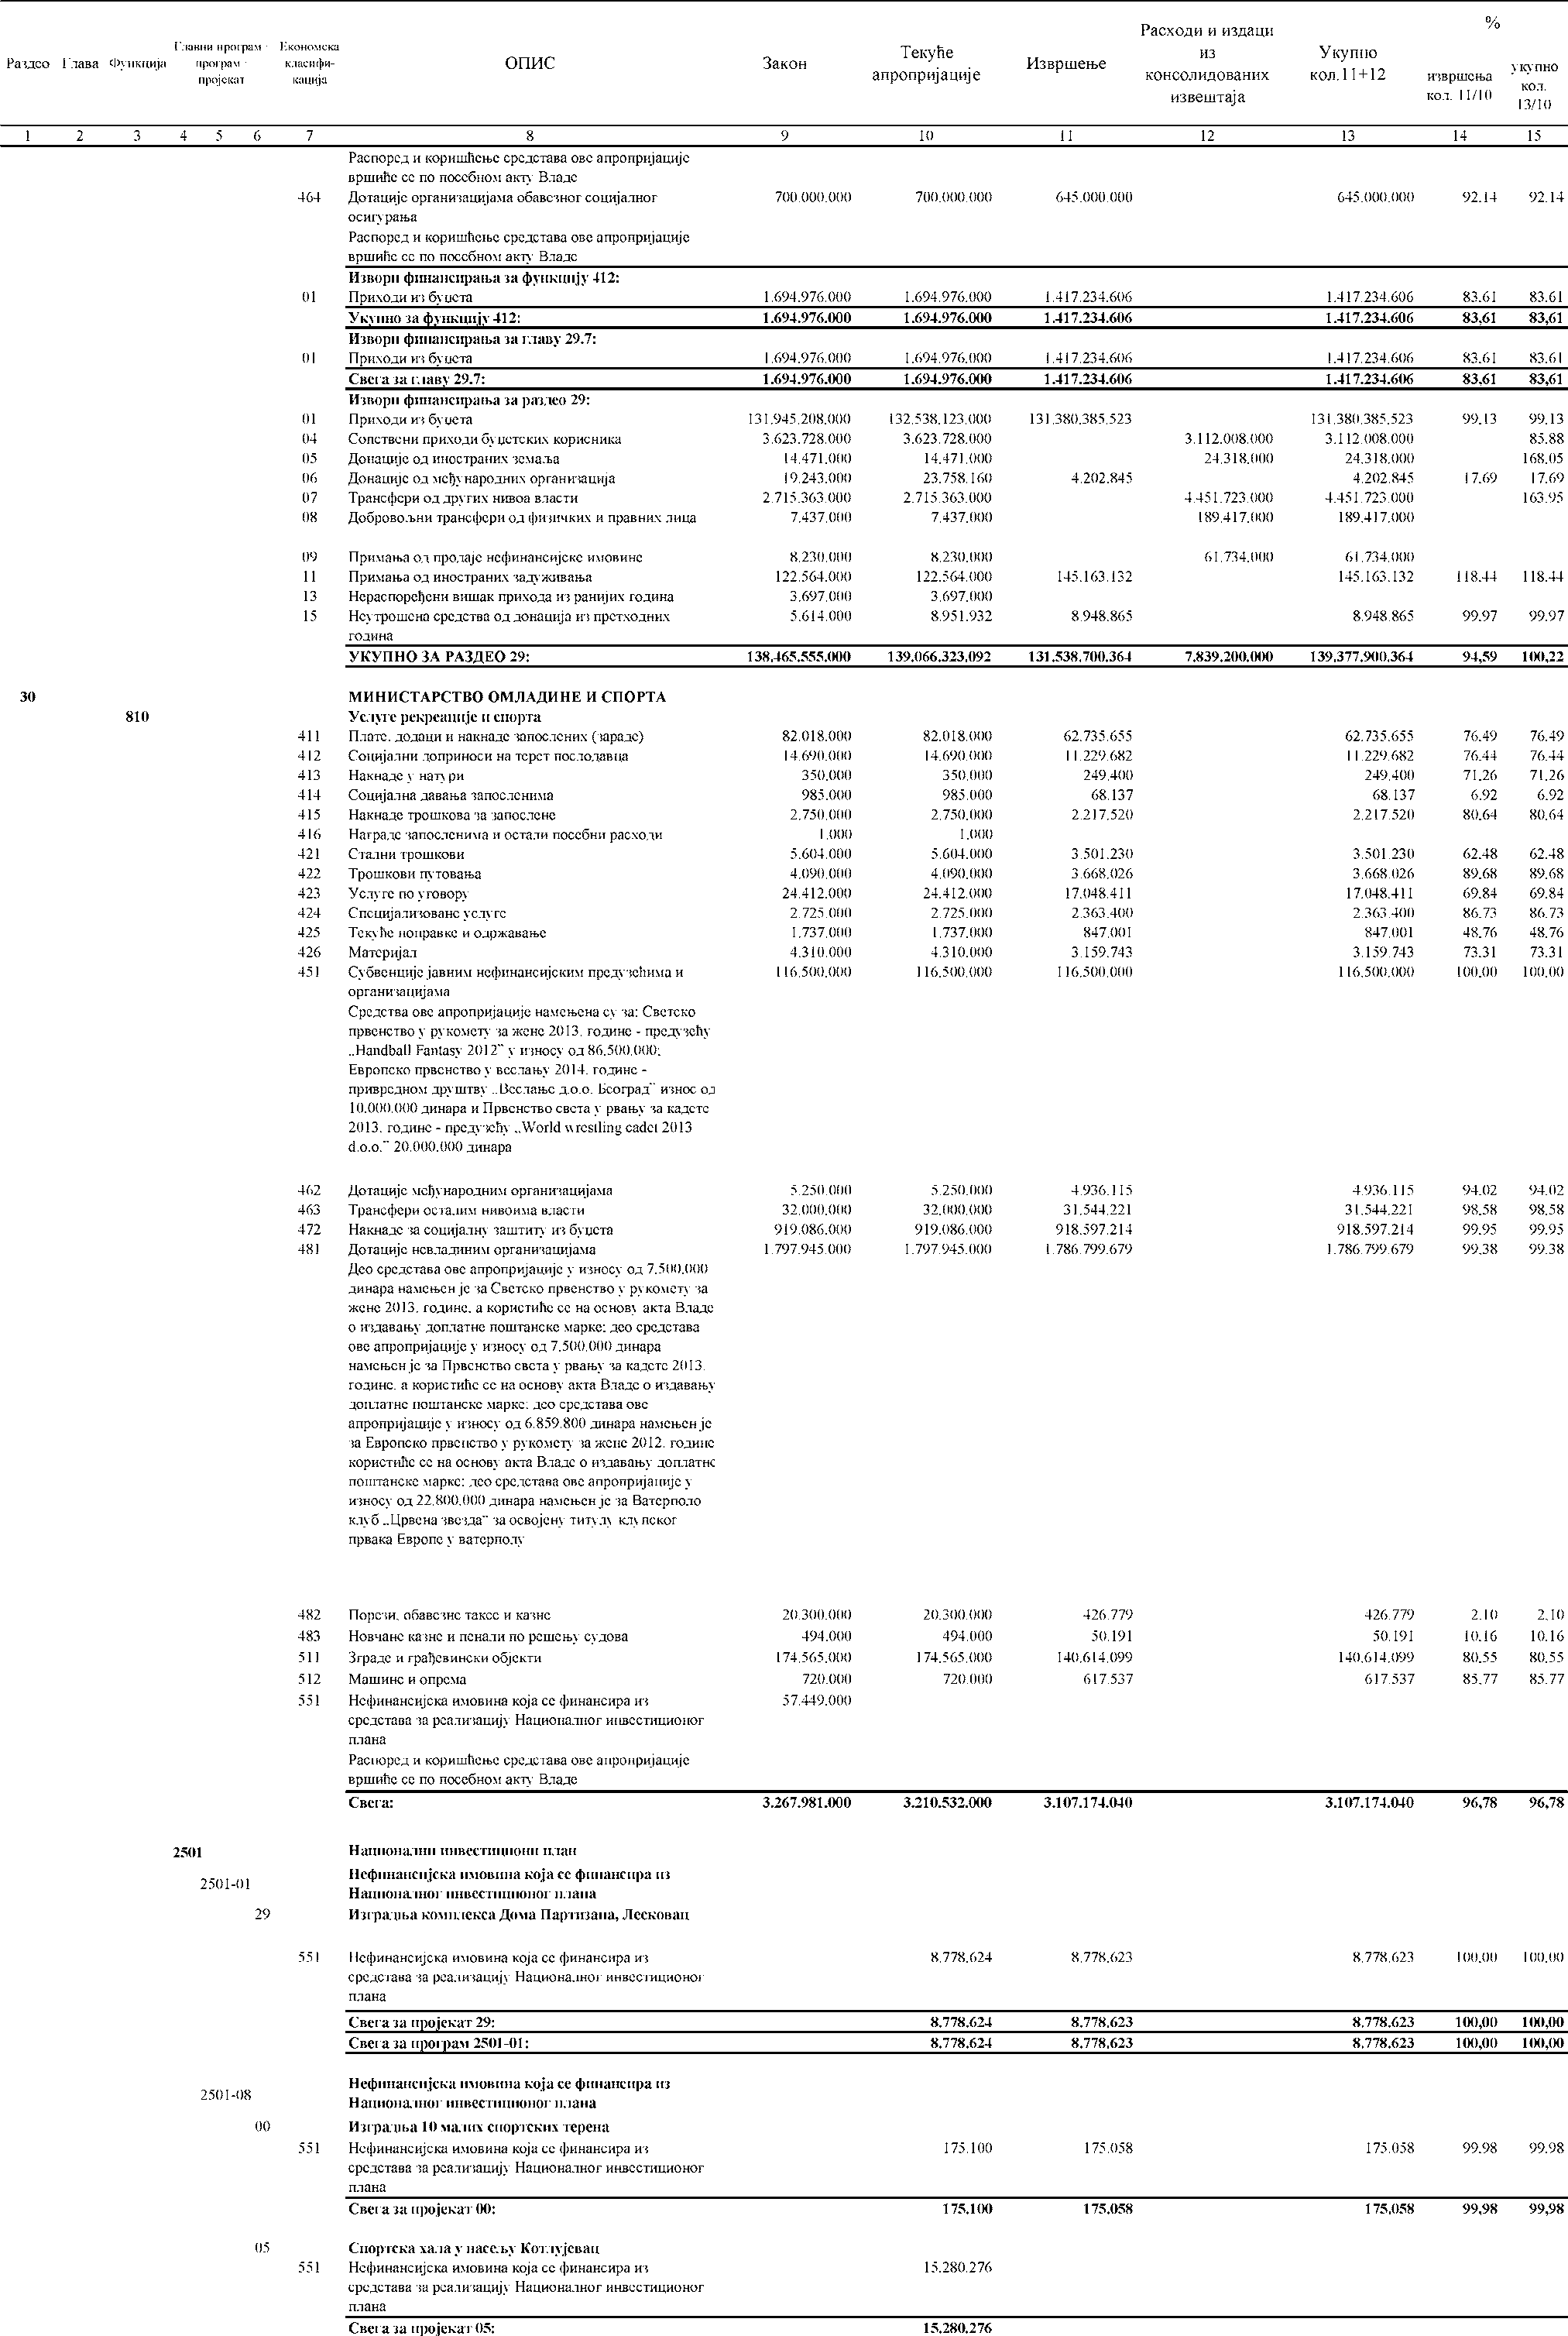 Раздео Глава Функција Главни програм - програм - пројекат Економска класифи-кација ОПИС Закон Текуће апропријације Извршење Расходи и издаци из консолидованих извештаја Укупно кол.11+12 % извршења кол. 11/10 укупно кол. 13/10
1 2 3 4 5 6 7 8 9 10 11 12 13 14 15
Распоред и коришћење средстава ове апропријације
вршиће се по посебном акту Владе
464 Дотације организацијама обавезног социјалног 700.000.000 700.000.000 645.000.000 645.000.000 92,14 92,14
осигурања
Распоред и коришћење средстава ове апропријације
вршиће се по посебном акту Владе
Извори финансирања за функцију 412:
01 Приходи из буџета 1.694.976.000 1.694.976.000 1.417.234.606 1.417.234.606 83,61 83,61
Укупно за функцију 412: 1.694.976.000 1.694.976.000 1.417.234.606 1.417.234.606 83,61 83,61
Извори финансирања за главу 29.7:
01 Приходи из буџета 1.694.976.000 1.694.976.000 1.417.234.606 1.417.234.606 83,61 83,61
Свега за главу 29.7: 1.694.976.000 1.694.976.000 1.417.234.606 1.417.234.606 83,61 83,61
Извори финансирања за раздео 29:
01 Приходи из буџета 131.945.208.000 132.538.123.000 131.380.385.523 131.380.385.523 99,13 99,13
04 Сопствени приходи буџетских корисника 3.623.728.000 3.623.728.000 3.112.008.000 3.112.008.000 85,88
05 Донације од иностраних земаља 14.471.000 14.471.000 24.318.000 24.318.000 168,05
06 Донације од међународних организација 19.243.000 23.758.160 4.202.845 4.202.845 17,69 17,69
07 Трансфери од других нивоа власти 2.715.363.000 2.715.363.000 4.451.723.000 4.451.723.000 163,95
08 Добровољни трансфери од физичких и правних лица 7.437.000 7.437.000 189.417.000 189.417.000
09 Примања од продаје нефинансијске имовине 8.230.000 8.230.000 61.734.000 61.734.000
11 Примања од иностраних задуживања 122.564.000 122.564.000 145.163.132 145.163.132 118,44 118,44
13 Нераспоређени вишак прихода из ранијих година 3.697.000 3.697.000
15 Неутрошена средства од донација из претходних 5.614.000 8.951.932 8.948.865 8.948.865 99,97 99,97
година
УКУПНО ЗА РАЗДЕО 29: 138.465.555.000 139.066.323.092 131.538.700.364 7.839.200.000 139.377.900.364 94,59 100,22
30 МИНИСТАРСТВО ОМЛАДИНЕ И СПОРТА
810 Услуге рекреације и спорта
411 Плате, додаци и накнаде запослених (зараде) 82.018.000 82.018.000 62.735.655 62.735.655 76,49 76,49
412 Социјални доприноси на терет послодавца 14.690.000 14.690.000 11.229.682 11.229.682 76,44 76,44
413 Накнаде у натури 350.000 350.000 249.400 249.400 71,26 71,26
414 Социјална давања запосленима 985.000 985.000 68.137 68.137 6,92 6,92
415 Накнаде трошкова за запослене 2.750.000 2.750.000 2.217.520 2.217.520 80,64 80,64
416 Награде запосленима и остали посебни расходи 1.000 1.000
421 Стални трошкови 5.604.000 5.604.000 3.501.230 3.501.230 62,48 62,48
422 Трошкови путовања 4.090.000 4.090.000 3.668.026 3.668.026 89,68 89,68
423 Услуге по уговору 24.412.000 24.412.000 17.048.411 17.048.411 69,84 69,84
424 Специјализоване услуге 2.725.000 2.725.000 2.363.400 2.363.400 86,73 86,73
425 Текуће поправке и одржавање 1.737.000 1.737.000 847.001 847.001 48,76 48,76
426 Материјал 4.310.000 4.310.000 3.159.743 3.159.743 73,31 73,31
451 Субвенције јавним нефинансијским предузећима и 116.500.000 116.500.000 116.500.000 116.500.000 100,00 100,00
организацијама
Средства ове апропријације намењена су за: Светско
првенство у рукомету за жене 2013. године - предузећу
„Handball Fantasy 2012” у износу од 86.500.000;
Европско првенство у веслању 2014. године -
привредном друштву „Веслање д.о.о. Београд” износ од
10.000.000 динара и Првенство света у рвању за кадете
2013. године - предузећу „World wrestling cadet 2013
d.o.o.” 20.000.000 динара
462 Дотације међународним организацијама 5.250.000 5.250.000 4.936.115 4.936.115 94,02 94,02
463 Трансфери осталим нивоима власти 32.000.000 32.000.000 31.544.221 31.544.221 98,58 98,58
472 Накнаде за социјалну заштиту из буџета 919.086.000 919.086.000 918.597.214 918.597.214 99,95 99,95
481 Дотације невладиним организацијама 1.797.945.000 1.797.945.000 1.786.799.679 1.786.799.679 99,38 99,38
Део средстава ове апропријације у износу од 7.500.000
динара намењен је за Светско првенство у рукомету за
жене 2013. године, а користиће се на основу акта Владе
о издавању доплатне поштанске марке; део средстава
ове апропријације у износу од 7.500.000 динара
намењен је за Првенство света у рвању за кадете 2013.
године, а користиће се на основу акта Владе о издавању
доплатне поштанске марке; део средстава ове
апропријације у износу од 6.859.800 динара намењен је
за Европско првенство у рукомету за жене 2012. године
користиће се на основу акта Владе о издавању доплатне
поштанске марке; део средстава ове апропријације у
износу од 22.800.000 динара намењен је за Ватерполо
клуб „Црвена звезда” за освојену титулу клупског
првака Европе у ватерполу
482 Порези, обавезне таксе и казне 20.300.000 20.300.000 426.779 426.779 2,10 2,10
483 Новчане казне и пенали по решењу судова 494.000 494.000 50.191 50.191 10,16 10,16
511 Зграде и грађевински објекти 174.565.000 174.565.000 140.614.099 140.614.099 80,55 80,55
512 Машине и опрема 720.000 720.000 617.537 617.537 85,77 85,77
551 Нефинансијска имовина која се финансира из 57.449.000
средстава за реализацију Националног инвестиционог
плана
Распоред и коришћење средстава ове апропријације
вршиће се по посебном акту Владе
Свега: 3.267.981.000 3.210.532.000 3.107.174.040 3.107.174.040 96,78 96,78
2501 Национални инвестициони план
2501-01 Нефинансијска имовина која се финансира из
Националног инвестиционог плана
29 Изградња комплекса Дома Партизана, Лесковац
551 Нефинансијска имовина која се финансира из 8.778.624 8.778.623 8.778.623 100,00 100,00
средстава за реализацију Националног инвестиционог
плана
Свега за пројекат 29: 8.778.624 8.778.623 8.778.623 100,00 100,00
Свега за програм 2501-01: 8.778.624 8.778.623 8.778.623 100,00 100,00
2501-08 Нефинансијска имовина која се финансира из
Националног инвестиционог плана
00 Изградња 10 малих спортских терена
551 Нефинансијска имовина која се финансира из 175.100 175.058 175.058 99,98 99,98
средстава за реализацију Националног инвестиционог
плана
Свега за пројекат 00: 175.100 175.058 175.058 99,98 99,98
05 Спортска хала у насељу Котлујевац
551 Нефинансијска имовина која се финансира из 15.280.276
средстава за реализацију Националног инвестиционог
плана
Свега за пројекат 05: 15.280.276